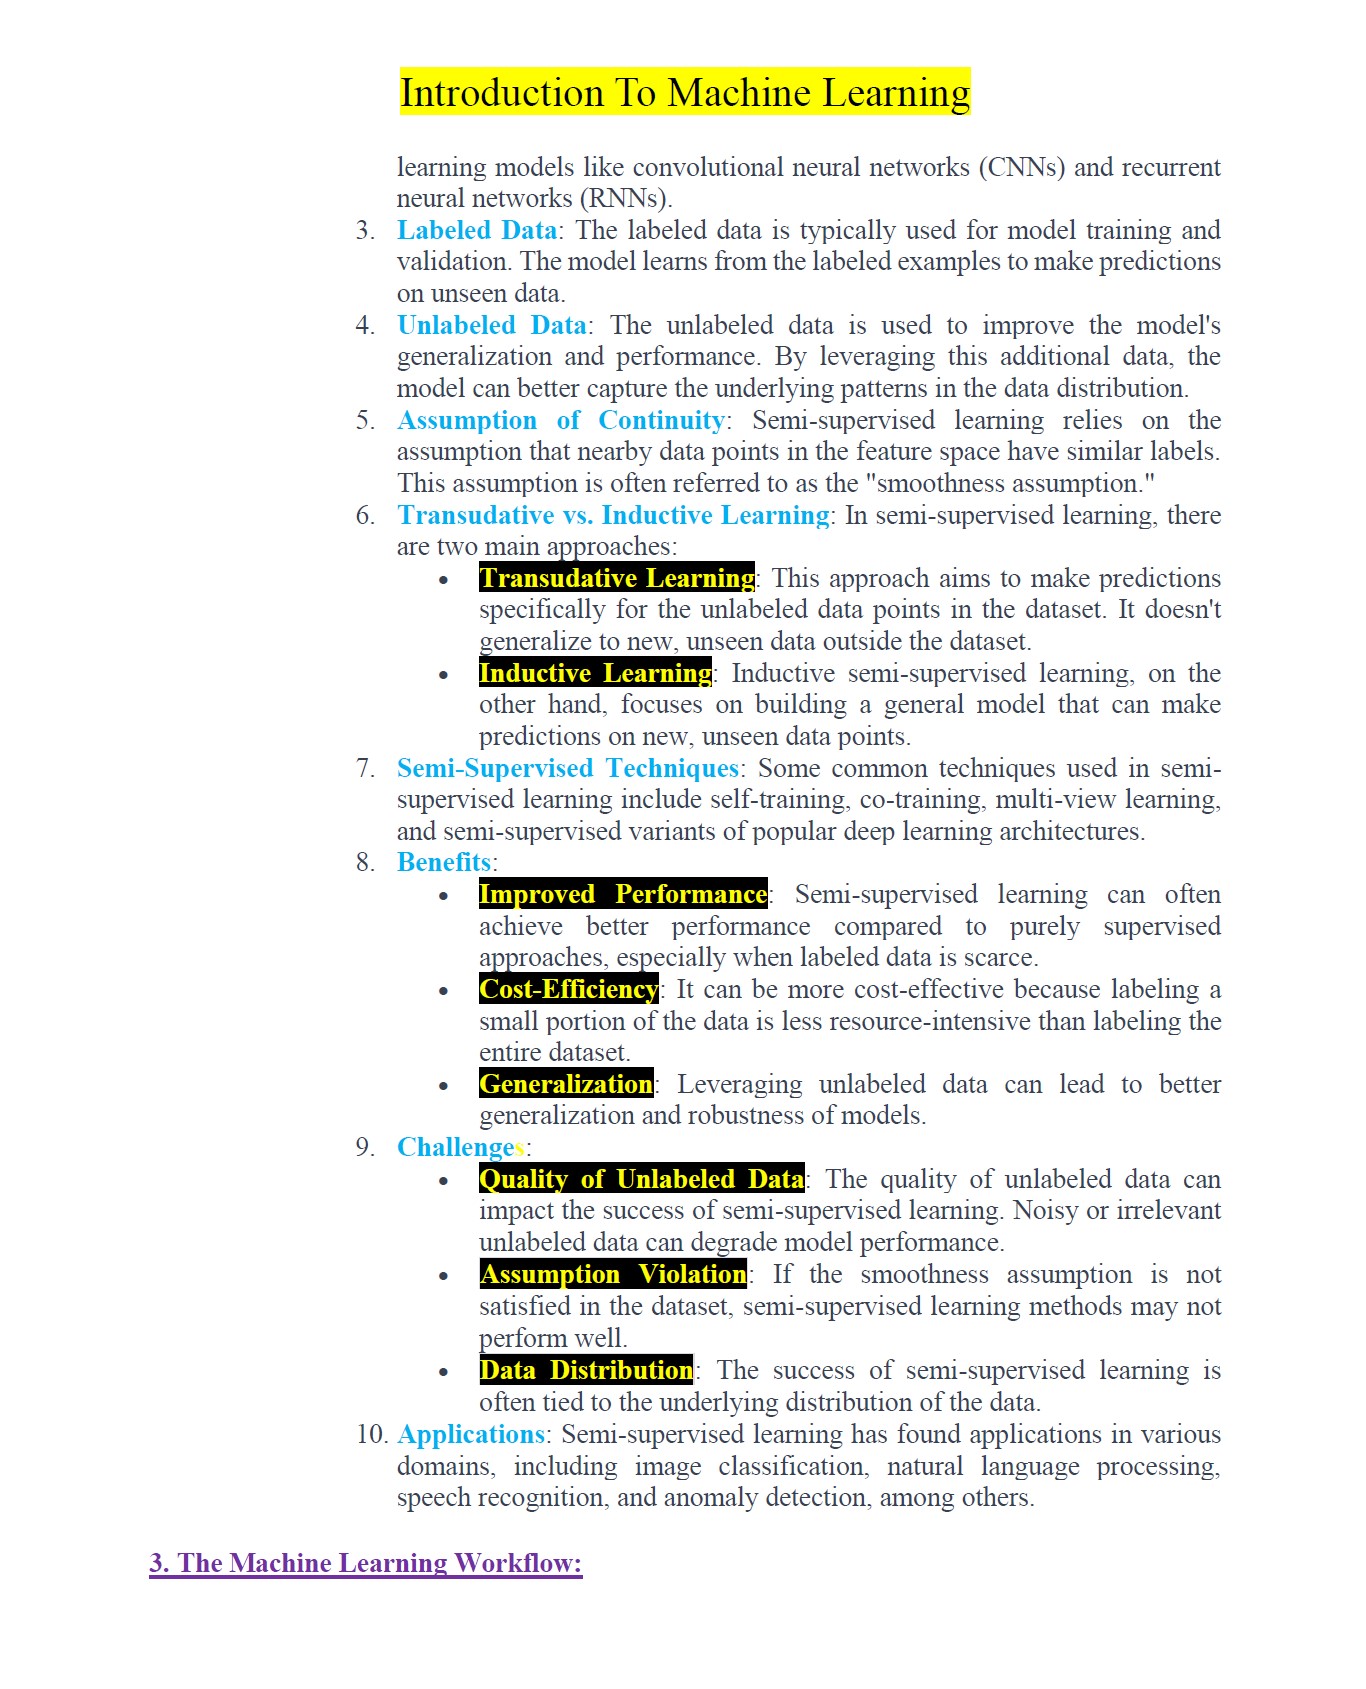 Introduction To Machine Learning
learning models like convolutional neural networks (CNNs) and recurrent
neural networks (RNNs).
3. Labeled Data: The labeled data is typically used for model training and
validation. The model learns from the labeled examples to make predictions
on unseen data.
4. Unlabeled Data: The unlabeled data is used to improve the model's
generalization and performance. By leveraging this additional data, the
model can better capture the underlying patterns in the data distribution.
5. Assumption of Continuity: Semi-supervised learning relies on the
assumption that nearby data points in the feature space have similar labels.
This assumption is often referred to as the "smoothness assumption."
6. Transudative vs. Inductive Learning: In semi-supervised learning, there
are two main approaches:
• Transudative Learning: This approach aims to make predictions
specifically for the unlabeled data points in the dataset. It doesn't
generalize to new, unseen data outside the dataset.
• Inductive Learning: Inductive semi-supervised learning, on the
other hand, focuses on building a general model that can make
predictions on new, unseen data points.
7. Semi-Supervised Techniques: Some common techniques used in semi-
supervised learning include self-training, co-training, multi-view learning,
and semi-supervised variants of popular deep learning architectures.
8. Benefits:
• Improved Performance: Semi-supervised learning can often
achieve better performance compared to purely supervised
approaches, especially when labeled data is scarce.
• Cost-Efficiency: It can be more cost-effective because labeling a
small portion of the data is less resource-intensive than labeling the
entire dataset.
• Generalization: Leveraging unlabeled data can lead to better
generalization and robustness of models.
9. Challenges:
• Quality of Unlabeled Data: The quality of unlabeled data can
impact the success of semi-supervised learning. Noisy or irrelevant
unlabeled data can degrade model performance.
• Assumption Violation: If the smoothness assumption is not
satisfied in the dataset, semi-supervised learning methods may not
perform well.
• Data Distribution: The success of semi-supervised learning is
often tied to the underlying distribution of the data.
10. Applications: Semi-supervised learning has found applications in various
domains, including image classification, natural language processing,
speech recognition, and anomaly detection, among others.
3. The Machine Learning Workflow: